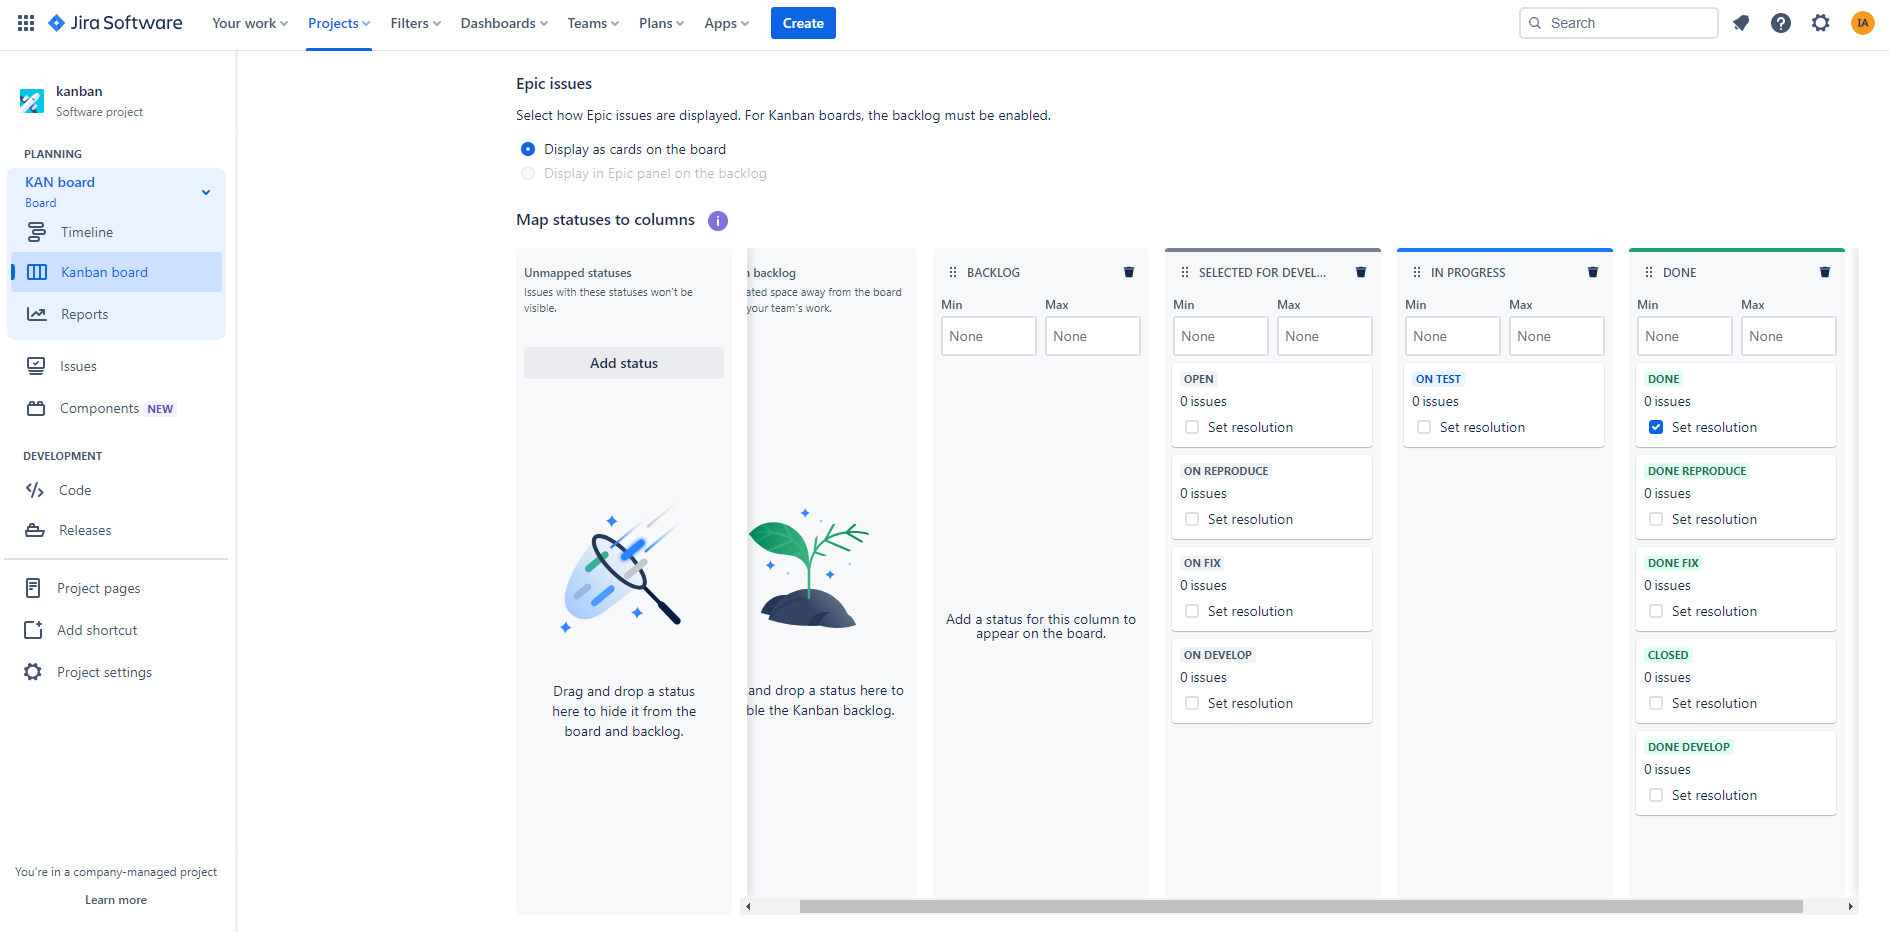 Jira Software
Your work
Projects
Filters
Dashboards
Teams
Plans
Apps
Create
Search
IA
kanban
Software project
PLANNING
KAN board
Board
Timeline
Kanban board
Reports
Issues
Components NEW
DEVELOPMENT
Code
Releases
Project pages
Add shortcut
Project settings
You're in a company-managed project
Learn more
Epic issues
Select how Epic issues are displayed. For Kanban boards, the backlog must be enabled.
Display as cards on the board
Display in Epic panel on the backlog
Map statuses to columns
Unmapped statuses
Issues with these statuses won't be
visible.
Add status
Drag and drop a status
here to hide it from the
board and backlog.
backlog
space away from the board
your team's work.
and drop a status here to
the Kanban backlog.
BACKLOG
Min Max
None None
Add a status for this column to
appear on the board.
SELECTED FOR DEVEL...
Min Max
None None
OPEN
0 issues
Set resolution
ON REPRODUCE
0 issues
Set resolution
ON FIX
0 issues
Set resolution
ON DEVELOP
0 issues
Set resolution
IN PROGRESS
Min Max
None None
ON TEST
0 issues
Set resolution
DONE
Min Max
None None
DONE
0 issues
Set resolution
DONE REPRODUCE
0 issues
Set resolution
DONE FIX
0 issues
Set resolution
CLOSED
0 issues
Set resolution
DONE DEVELOP
0 issues
Set resolution